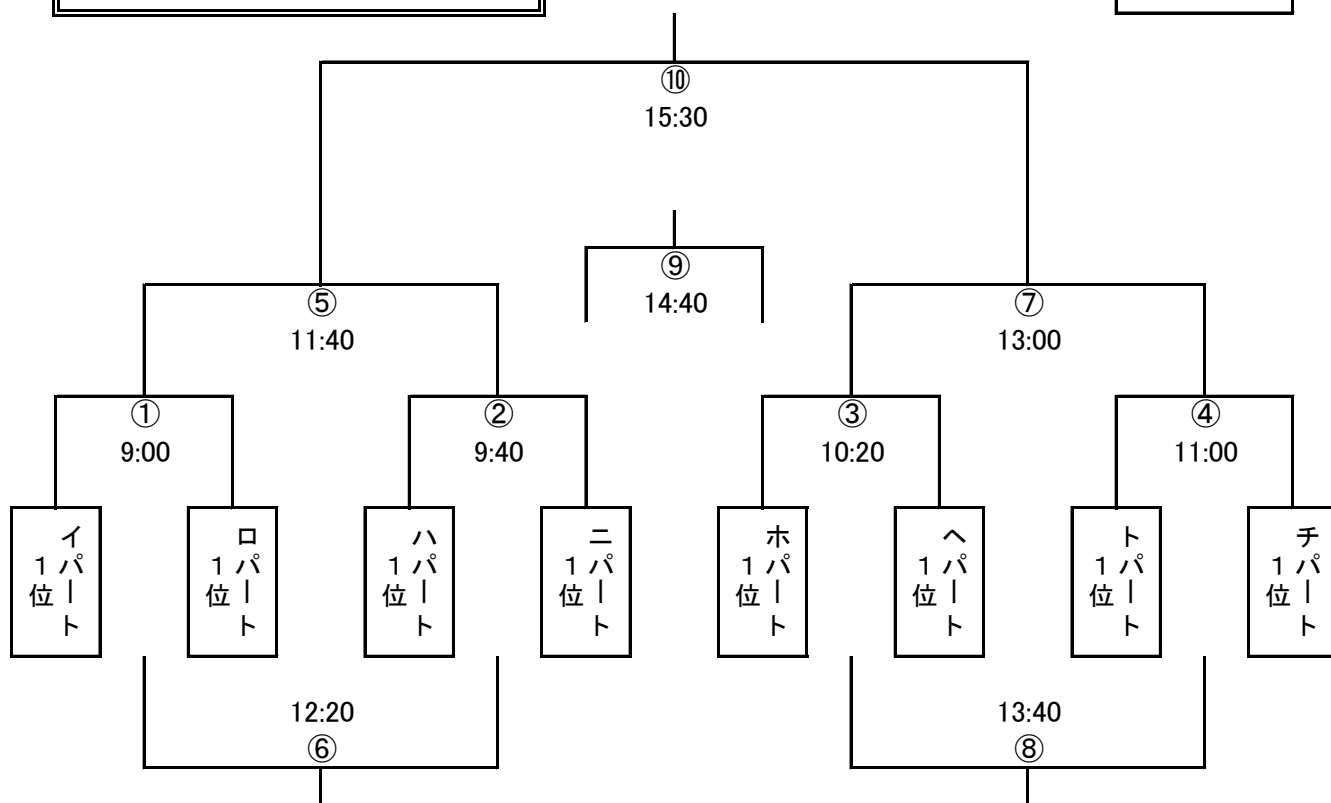 ⑩
15:30
⑨
14:40
⑤
11:40
⑦
13:00
①
9:00
②
9:40
③
10:20
④
11:00
イパート
1位
ロパート
1位
ハパート
1位
ニパート
1位
ホパート
1位
ヘパート
1位
トパート
1位
チパート
1位
12:20
⑥
13:40
⑧